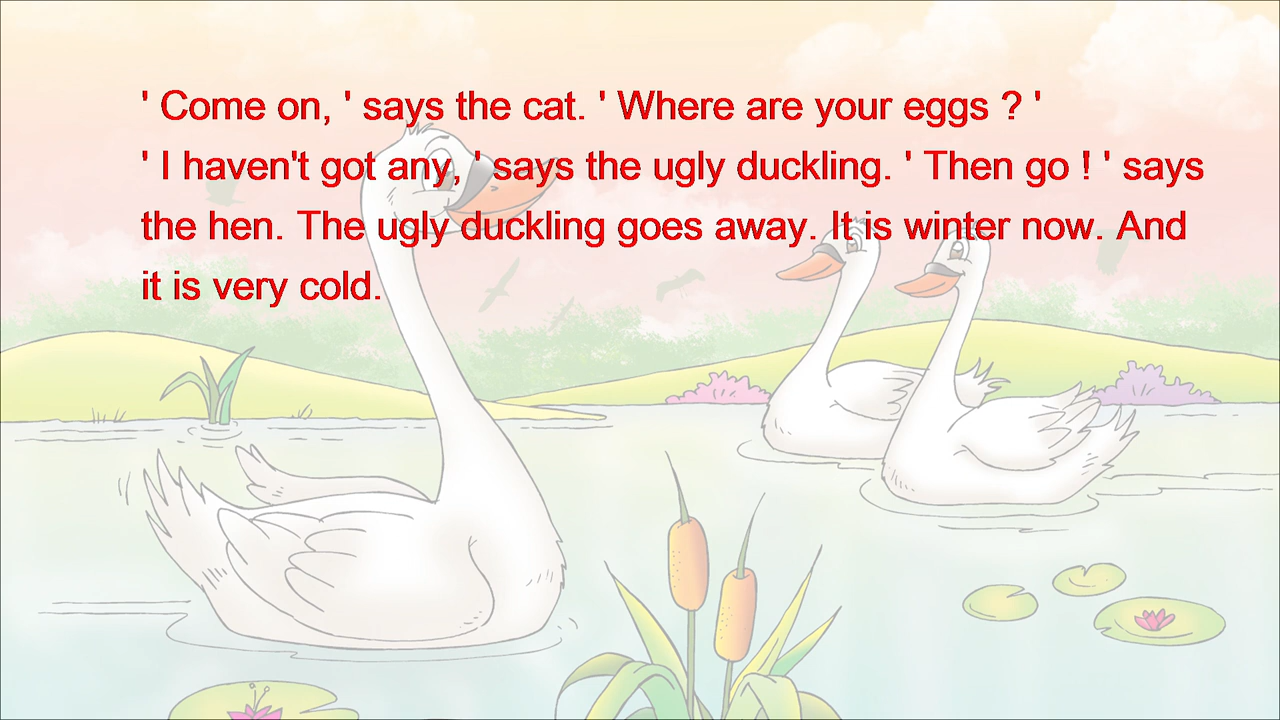 ' Come on, ' says the cat. ' Where are your eggs ? '
' I haven't got any, ' says the ugly duckling. ' Then go ! ' says
the hen. The ugly duckling goes away. It is winter now. And
it is very cold.